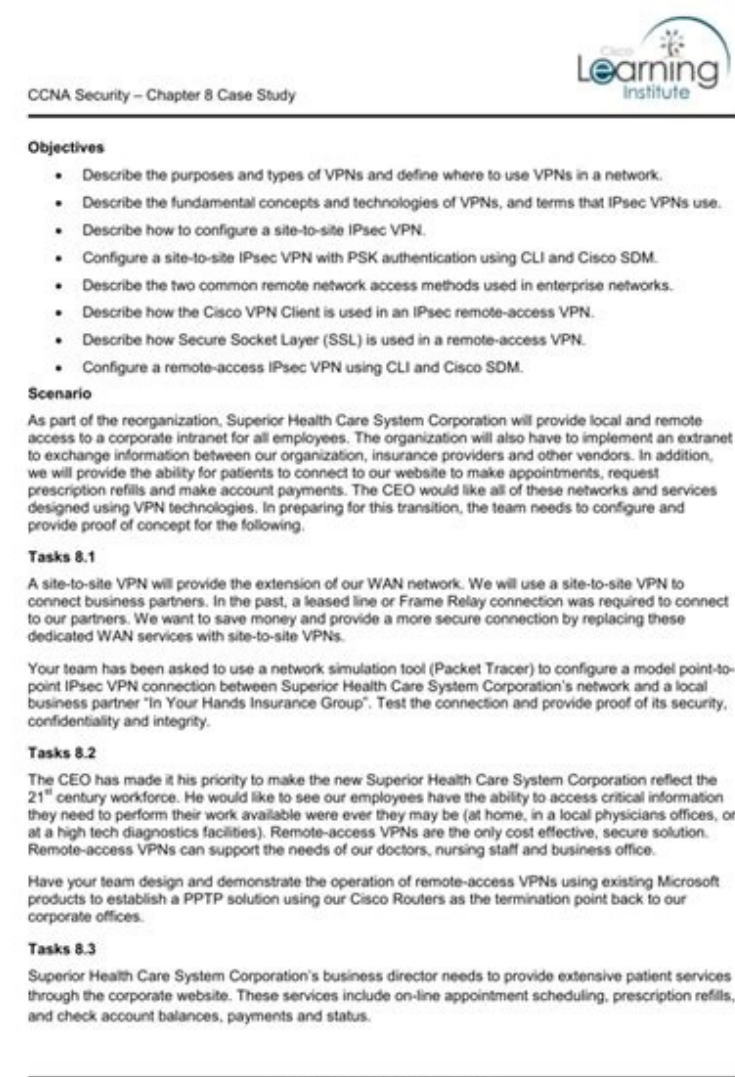 Cisco
Learning
Institute
CCNA Security – Chapter 8 Case Study
Objectives
• Describe the purposes and types of VPNs and define where to use VPNs in a network.
• Describe the fundamental concepts and technologies of VPNs, and terms that IPsec VPNs use.
• Describe how to configure a site-to-site IPsec VPN.
• Configure a site-to-site IPsec VPN with PSK authentication using CLI and Cisco SDM.
• Describe the two common remote network access methods used in enterprise networks.
• Describe how the Cisco VPN Client is used in an IPsec remote-access VPN.
• Describe how Secure Socket Layer (SSL) is used in a remote-access VPN.
• Configure a remote-access IPsec VPN using CLI and Cisco SDM.
Scenario
As part of the reorganization, Superior Health Care System Corporation will provide local and remote
access to a corporate intranet for all employees. The organization will also have to implement an extranet
to exchange information between our organization, insurance providers and other vendors. In addition,
we will provide the ability for patients to connect to our website to make appointments, request
prescription refills and make account payments. The CEO would like all of these networks and services
designed using VPN technologies. In preparing for this transition, the team needs to configure and
provide proof of concept for the following.
Tasks 8.1
A site-to-site VPN will provide the extension of our WAN network. We will use a site-to-site VPN to
connect business partners. In the past, a leased line or Frame Relay connection was required to connect
to our partners. We want to save money and provide a more secure connection by replacing these
dedicated WAN services with site-to-site VPNs.
Your team has been asked to use a network simulation tool (Packet Tracer) to configure a model point-to-
point IPsec VPN connection between Superior Health Care System Corporation's network and a local
business partner "In Your Hands Insurance Group". Test the connection and provide proof of its security,
confidentiality and integrity.
Tasks 8.2
The CEO has made it his priority to make the new Superior Health Care System Corporation reflect the
21st century workforce. He would like to see our employees have the ability to access critical information
they need to perform their work available were ever they may be (at home, in a local physicians offices, or
at a high tech diagnostics facilities). Remote-access VPNs are the only cost effective, secure solution.
Remote-access VPNs can support the needs of our doctors, nursing staff and business office.
Have your team design and demonstrate the operation of remote-access VPNs using existing Microsoft
products to establish a PPTP solution using our Cisco Routers as the termination point back to our
corporate offices.
Tasks 8.3
Superior Health Care System Corporation's business director needs to provide extensive patient services
through the corporate website. These services include on-line appointment scheduling, prescription refills,
and check account balances, payments and status.